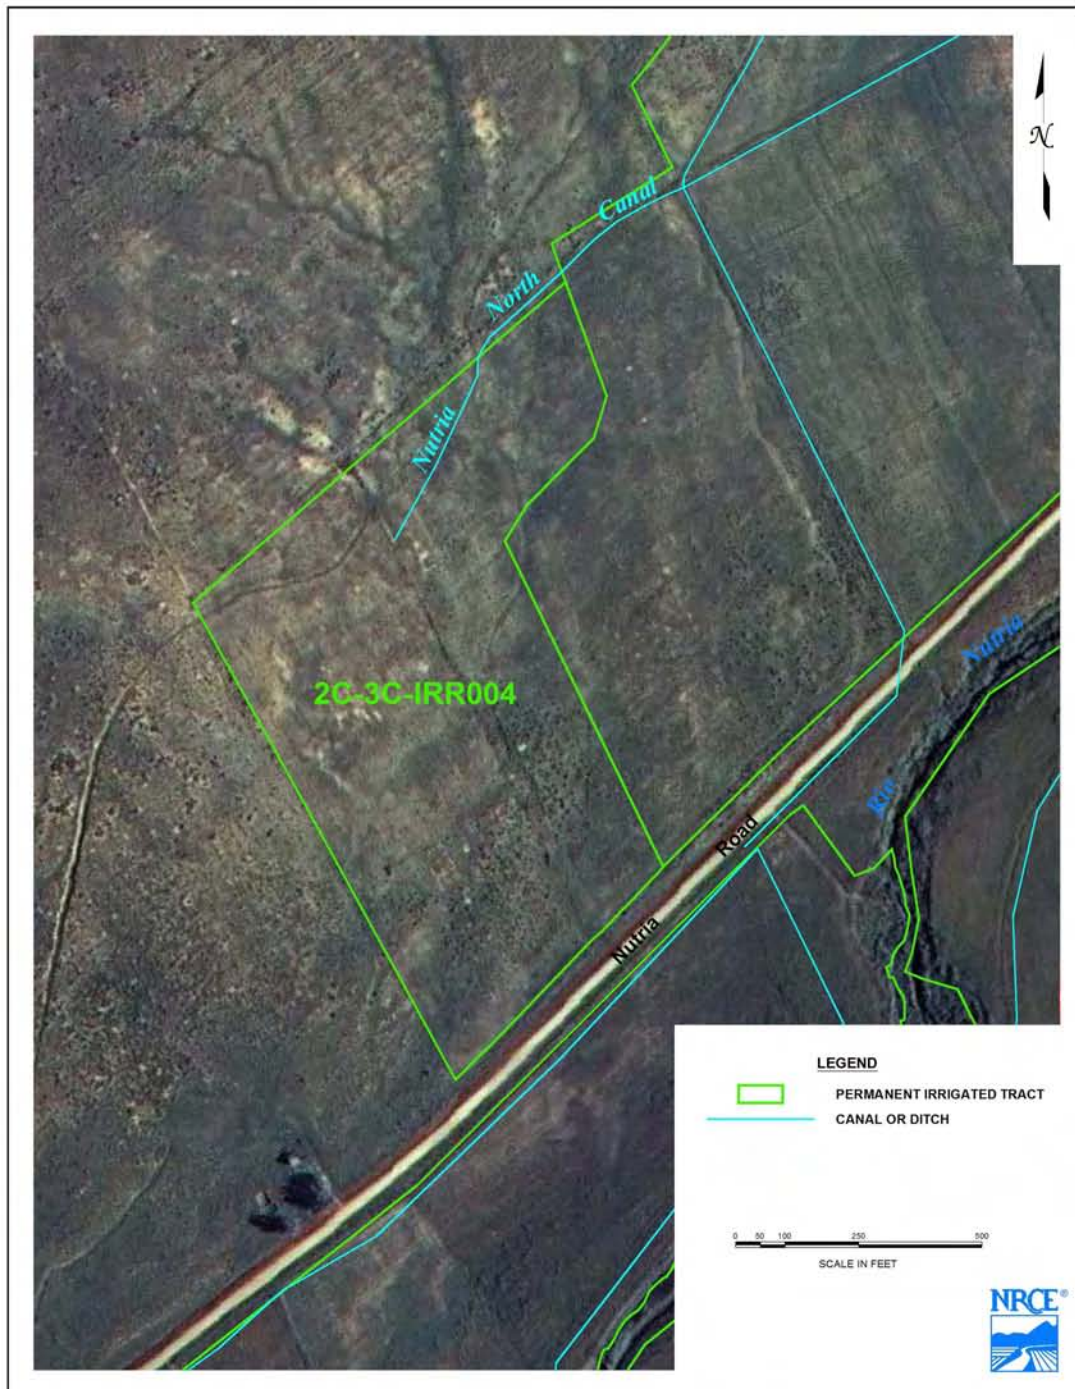 N
North Canal
Nutria
2C-3C-IRR004
Rio Nutria
Nutria Road
LEGEND
PERMANENT IRRIGATED TRACT
CANAL OR DITCH
0 50 100 250 500
SCALE IN FEET
NRCE®